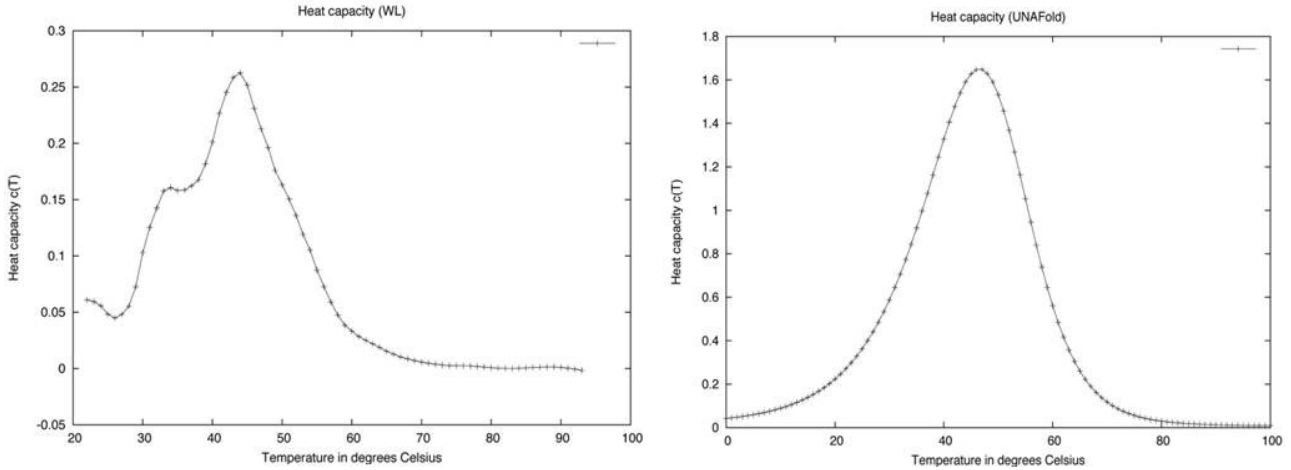 Heat capacity (WL)
0.3
0.25
0.2
0.15
0.1
0.05
0
-0.05
Heat capacity c(T)
20 30 40 50 60 70 80 90 100
Temperature in degrees Celsius
Heat capacity (UNAFold)
1.8
1.6
1.4
1.2
1
0.8
0.6
0.4
0.2
0
Heat capacity c(T)
0 20 40 60 80 100
Temperature in degrees Celsius